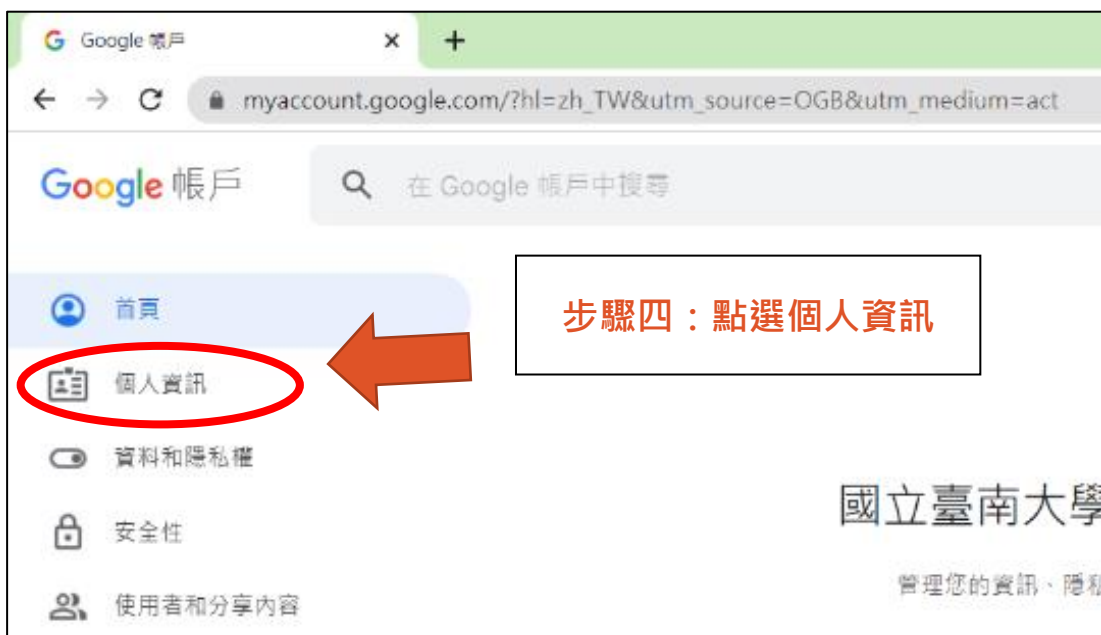 Google 帳戶
myaccount.google.com/?hl=zh_TW&utm_source=OGB&utm_medium=act
Google 帳戶
在 Google 帳戶中搜尋
首頁
步驟四：點選個人資訊
個人資訊
資料和隱私權
安全性
國立臺南大學
管理您的資訊、隱私
使用者和分享內容